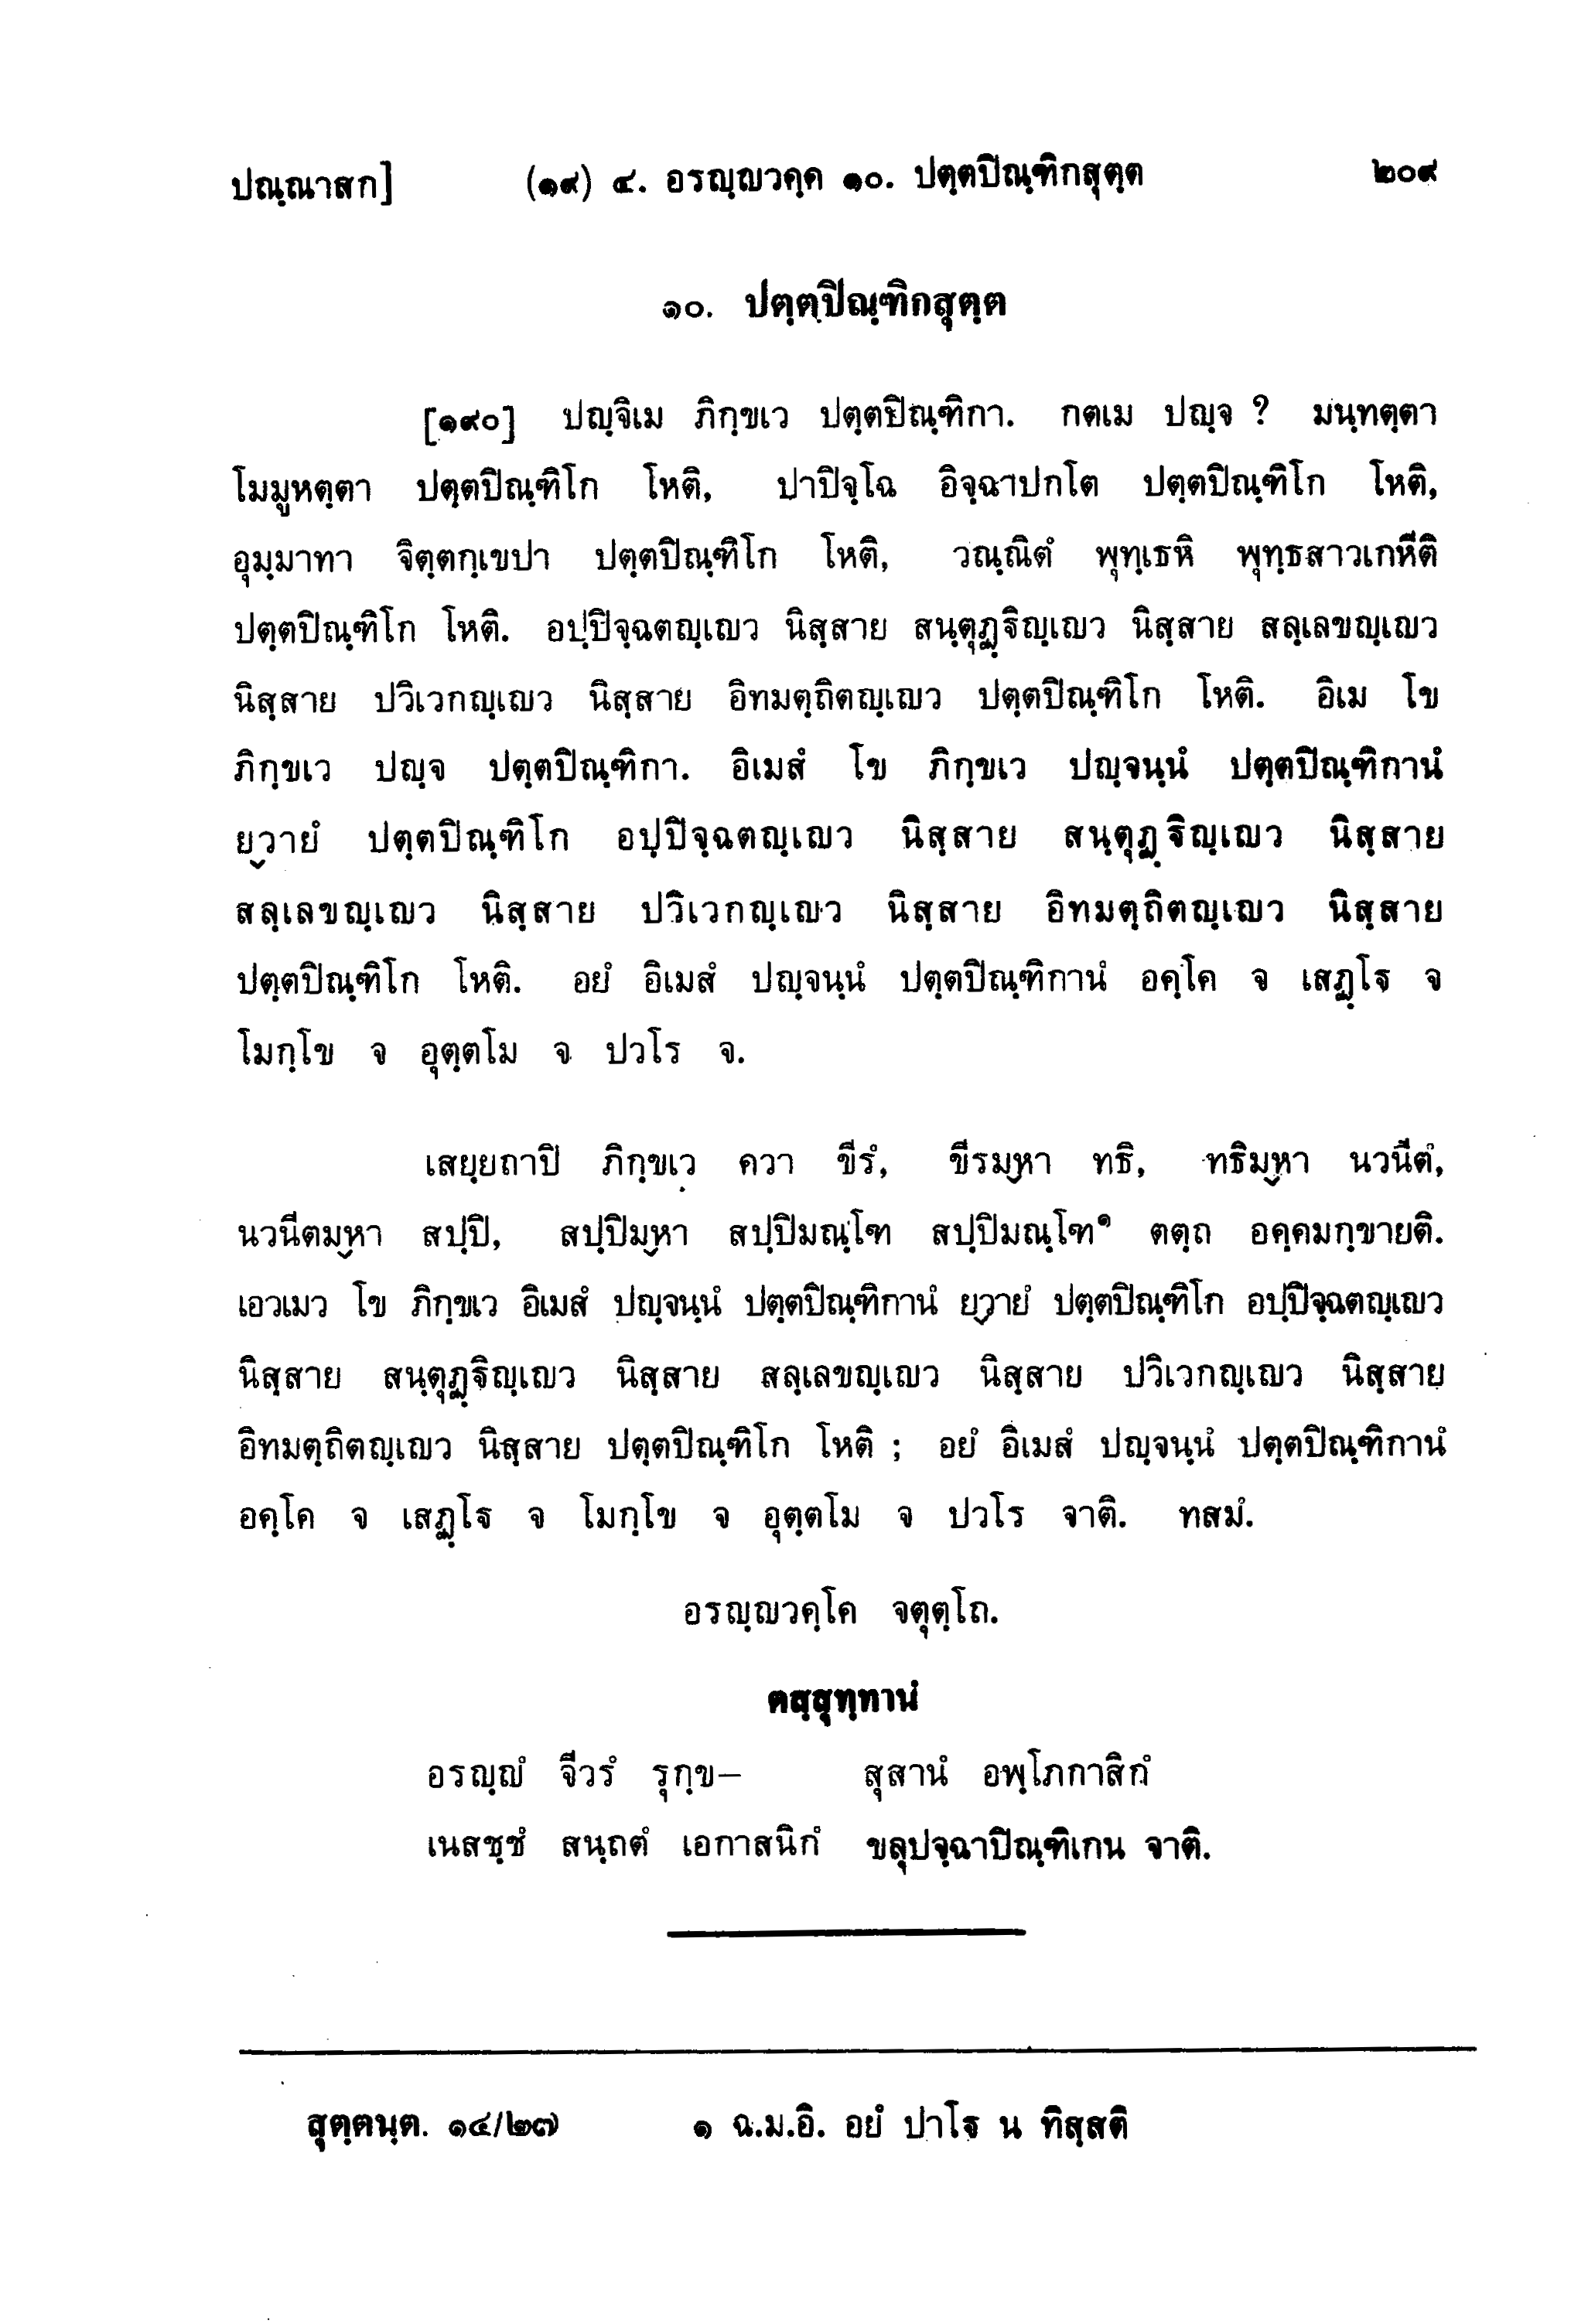 ปณฺณาสก] (๑๙) ๔. อรญฺญวคฺค ๑๐. ปตฺตปิณฺฑิกสุตฺต ๒๐๙
๑๐. ปตฺตปิณฺฑิกสุตฺต
[๑๙๐] ปญฺจิเม ภิกฺขเว ปตฺตปิณฺฑิกา. กตเม ปญฺจ ? มนฺทตฺตา
โมมูหตฺตา ปตฺตปิณฺฑิโก โหติ, ปาปิจฺโฉ อิจฺฉาปกโต ปตฺตปิณฺฑิโก โหติ,
อุมฺมาทา จิตฺตกฺเขปา ปตฺตปิณฺฑิโก โหติ, วณฺณิตํ พุทฺเธหิ พุทฺธสาวเกหีติ
ปตฺตปิณฺฑิโก โหติ. อปฺปิจฺฉตญฺเญว นิสฺสาย สนฺตุฏฺฐิญฺเญว นิสฺสาย สลฺเลขญฺเญว
นิสฺสาย ปวิเวกญฺเญว นิสฺสาย อิทมตฺถิตญฺเญว ปตฺตปิณฺฑิโก โหติ. อิเม โข
ภิกฺขเว ปญฺจ ปตฺตปิณฺฑิกา. อิเมสํ โข ภิกฺขเว ปญฺจนฺนํ ปตฺตปิณฺฑิกานํ
ยฺวายํ ปตฺตปิณฺฑิโก อปฺปิจฺฉตญฺเญว นิสฺสาย สนฺตุฏฺฐิญฺเญว นิสฺสาย
สลฺเลขญฺเญว นิสฺสาย ปวิเวกญฺเญว นิสฺสาย อิทมตฺถิตญฺเญว นิสฺสาย
ปตฺตปิณฺฑิโก โหติ. อยํ อิเมสํ ปญฺจนฺนํ ปตฺตปิณฺฑิกานํ อคฺโค จ เสฏฺโฐ จ
โมกฺโข จ อุตฺตโม จ ปวโร จ.
เสยฺยถาปิ ภิกฺขเว ควา ขีรํ, ขีรมฺหา ทธิ, ทธิมฺหา นวนีตํ,
นวนีตมฺหา สปฺปิ, สปฺปิมฺหา สปฺปิมณฺโฑ สปฺปิมณฺโฑ๑ ตตฺถ อคฺคมกฺขายติ.
เอวเมว โข ภิกฺขเว อิเมสํ ปญฺจนฺนํ ปตฺตปิณฺฑิกานํ ยฺวายํ ปตฺตปิณฺฑิโก อปฺปิจฺฉตญฺเญว
นิสฺสาย สนฺตุฏฺฐิญฺเญว นิสฺสาย สลฺเลขญฺเญว นิสฺสาย ปวิเวกญฺเญว นิสฺสาย
อิทมตฺถิตญฺเญว นิสฺสาย ปตฺตปิณฺฑิโก โหติ ; อยํ อิเมสํ ปญฺจนฺนํ ปตฺตปิณฺฑิกานํ
อคฺโค จ เสฏฺโฐ จ โมกฺโข จ อุตฺตโม จ ปวโร จาติ. ทสมํ.
อรญฺญวคฺโค จตุตฺโถ.
ตสฺสุทฺทานํ
อรญฺญํ จีวรํ รุกฺข– สุสานํ อพฺโภกาสิกํ
เนสชฺชํ สนฺถตํ เอกาสนิกํ ขลุปจฺฉาปิณฺฑิเกน จาติ.
สุตฺตนฺต. ๑๔/๒๗ ๑ ฉ.ม.อิ. อยํ ปาโฐ น ทิสฺสติ